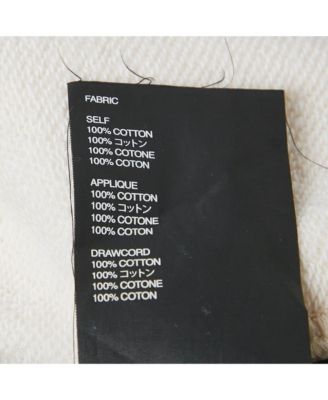 FABRIC
SELF
100% COTTON
100% コットン
100% COTONE
100% COTON
APPLIQUE
100% COTTON
100% コットン
100% COTONE
100% COTON
DRAWCORD
100% COTTON
100% コットン
100% COTONE
100% COTON